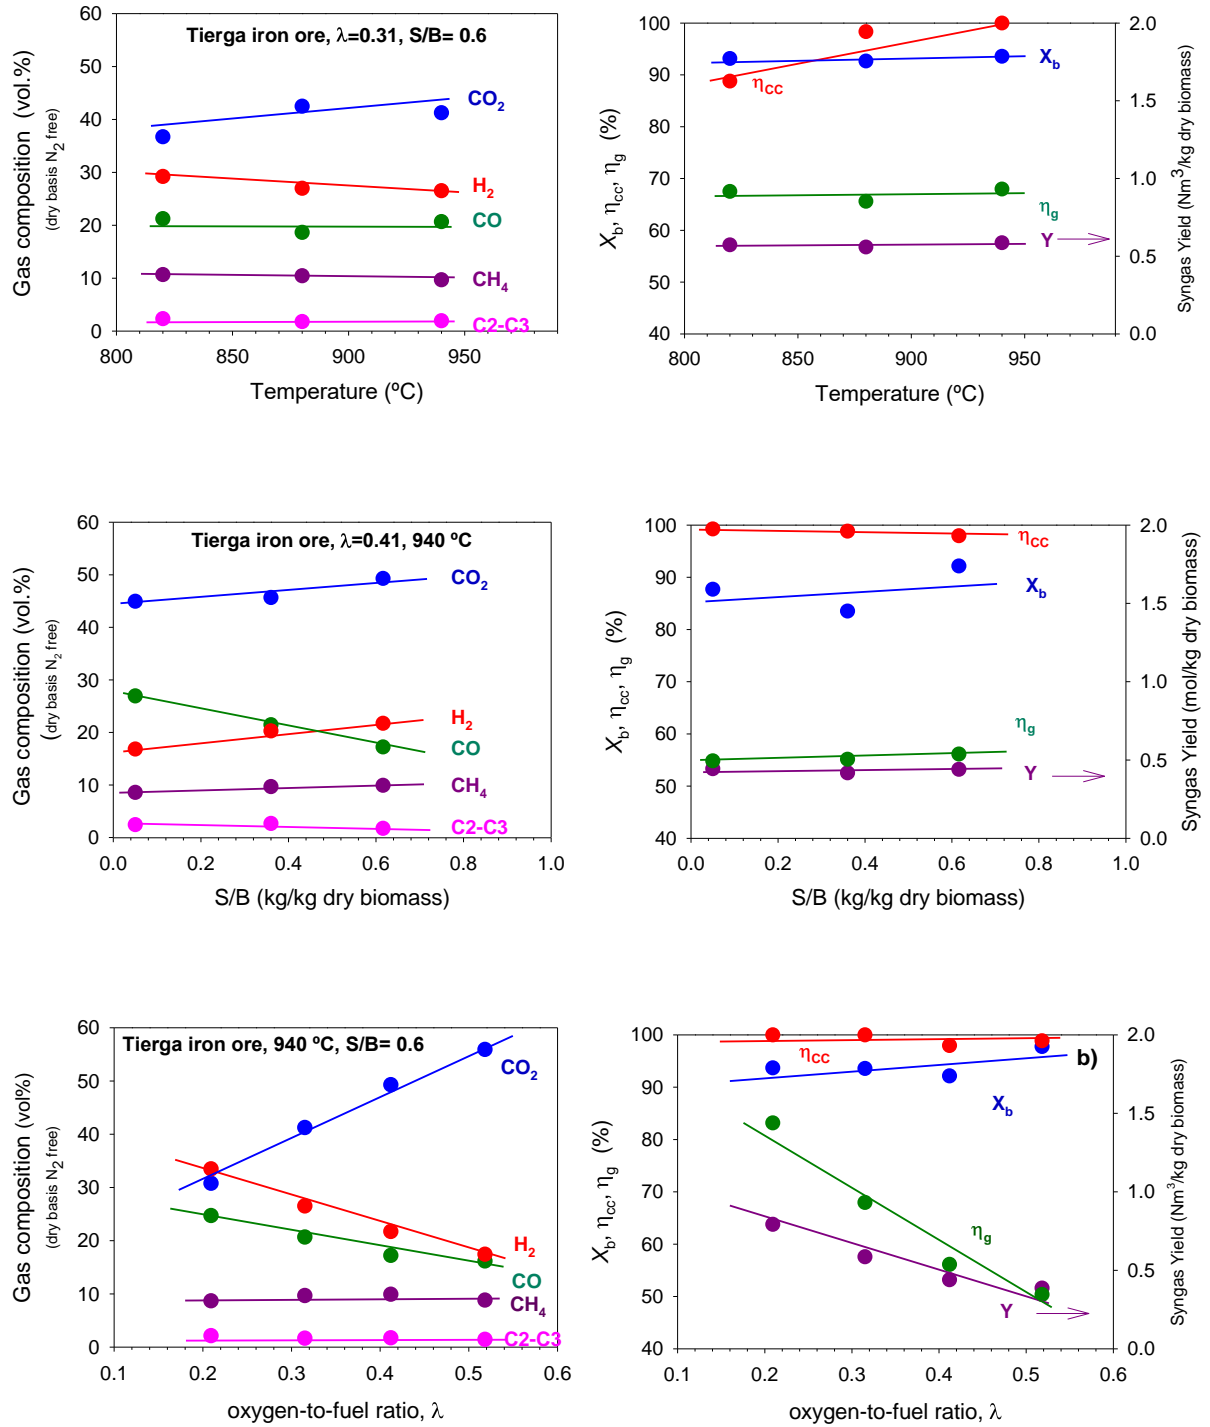 Tierga iron ore, λ=0.31, S/B= 0.6
Gas composition (vol.%)
(dry basis N2 free)
60
50
40
30
20
10
0
CO2
H2
CO
CH4
C2-C3
800 850 900 950
Temperature (ºC)
Xb, ηcc, ηg (%)
100
90
80
70
60
50
40
Xb
ηcc
ηg
Y
2.0
1.5
1.0
0.5
0.0
Syngas Yield (Nm3/kg dry biomass)
800 850 900 950
Temperature (ºC)
Tierga iron ore, λ=0.41, 940 ºC
Gas composition (vol.%)
(dry basis N2 free)
60
50
40
30
20
10
0
CO2
H2
CO
CH4
C2-C3
0.0 0.2 0.4 0.6 0.8 1.0
S/B (kg/kg dry biomass)
Xb, ηcc, ηg (%)
100
90
80
70
60
50
40
ηcc
Xb
ηg
Y
2.0
1.5
1.0
0.5
0.0
Syngas Yield (mol/kg dry biomass)
0.0 0.2 0.4 0.6 0.8 1.0
S/B (kg/kg dry biomass)
Tierga iron ore, 940 ºC, S/B= 0.6
Gas composition (vol%)
(dry basis N2 free)
60
50
40
30
20
10
0
CO2
H2
CO
CH4
C2-C3
0.1 0.2 0.3 0.4 0.5 0.6
oxygen-to-fuel ratio, λ
Xb, ηcc, ηg (%)
100
90
80
70
60
50
40
b)
ηcc
Xb
ηg
Y
2.0
1.5
1.0
0.5
0.0
Syngas Yield (Nm3/kg dry biomass)
0.1 0.2 0.3 0.4 0.5 0.6
oxygen-to-fuel ratio, λ